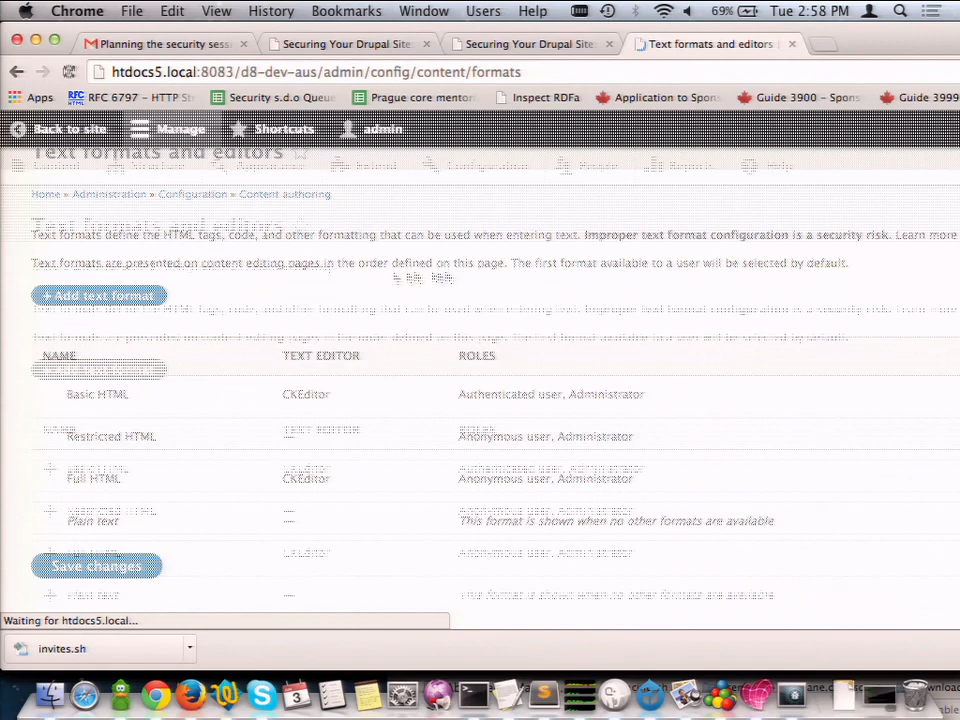 Chrome File Edit View History Bookmarks Window Users Help 69% Tue 2:58 PM
Planning the security sessi Securing Your Drupal Site Securing Your Drupal Site Text formats and editors
htdocs5.local:8083/d8-dev-aus/admin/config/content/formats
Apps RFC 6797 - HTTP St Security s.d.o Queue Prague core mentor Inspect RDFa Application to Spons Guide 3900 - Spons Guide 3999
Back to site Manage Shortcuts admin
Text formats and editors
Configuration Reports Help
Home » Administration » Configuration » Content authoring
Text formats and editors
Text formats define the HTML tags, code, and other formatting that can be used when entering text. Improper text format configuration is a security risk. Learn more
Text formats are presented on content editing pages in the order defined on this page. The first format available to a user will be selected by default.
+ Add text format
NAME TEXT EDITOR ROLES
Basic HTML CKEditor Authenticated user, Administrator
Restricted HTML — Anonymous user, Administrator
Full HTML CKEditor Anonymous user, Administrator
Plain text — This format is shown when no other formats are available
Save changes
Waiting for htdocs5.local...
invites.sh